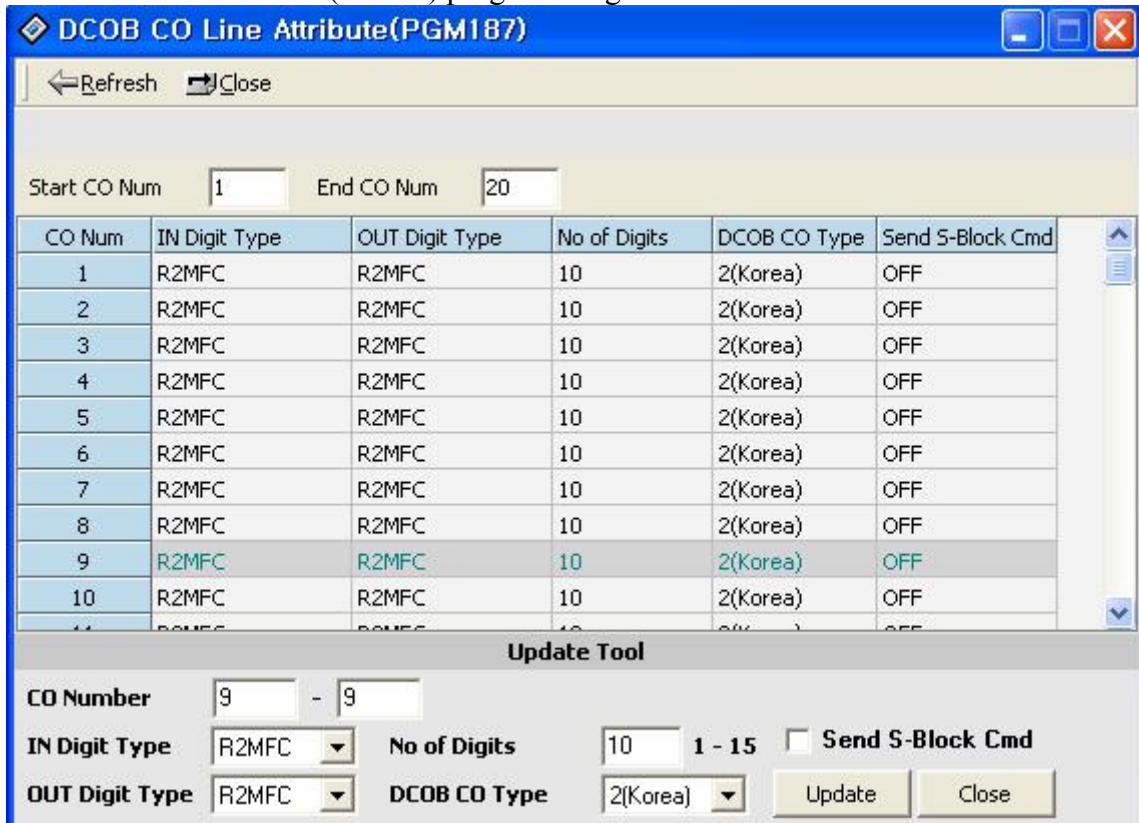 DCOB CO Line Attribute(PGM187)
Refresh Close
Start CO Num 1 End CO Num 20
CO Num IN Digit Type OUT Digit Type No of Digits DCOB CO Type Send S-Block Cmd
1 R2MFC R2MFC 10 2(Korea) OFF
2 R2MFC R2MFC 10 2(Korea) OFF
3 R2MFC R2MFC 10 2(Korea) OFF
4 R2MFC R2MFC 10 2(Korea) OFF
5 R2MFC R2MFC 10 2(Korea) OFF
6 R2MFC R2MFC 10 2(Korea) OFF
7 R2MFC R2MFC 10 2(Korea) OFF
8 R2MFC R2MFC 10 2(Korea) OFF
9 R2MFC R2MFC 10 2(Korea) OFF
10 R2MFC R2MFC 10 2(Korea) OFF
Update Tool
CO Number 9 - 9
IN Digit Type R2MFC No of Digits 10 1 - 15 Send S-Block Cmd
OUT Digit Type R2MFC DCOB CO Type 2(Korea) Update Close